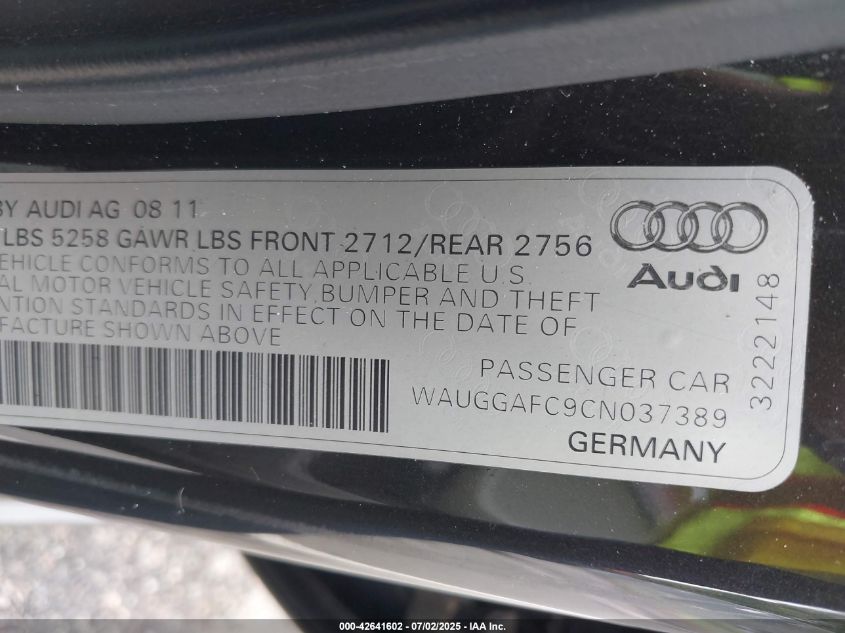 BY AUDI AG 08 11
LBS 5258 GAWR LBS FRONT 2712/REAR 2756
VEHICLE CONFORMS TO ALL APPLICABLE U.S.
AL MOTOR VEHICLE SAFETY, BUMPER AND THEFT
NTION STANDARDS IN EFFECT ON THE DATE OF
FACTURE SHOWN ABOVE
Audi
3222148
PASSENGER CAR
WAUGGAFC9CN037389
GERMANY
000-42641602 - 07/02/2025 - IAA Inc.